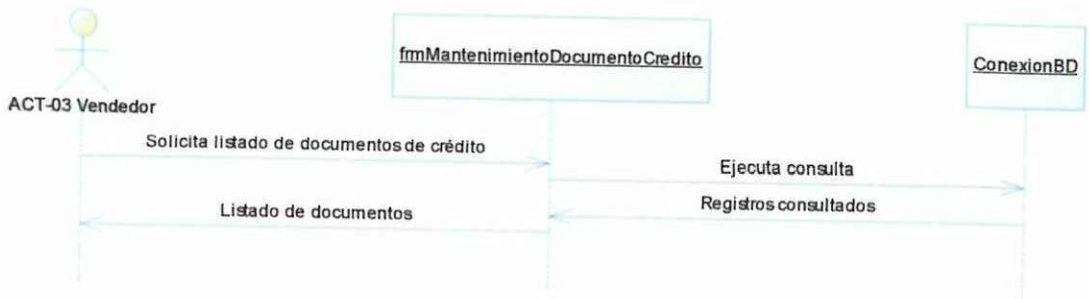 frmMantenimientoDocumentoCredito
ConexionBD
ACT-03 Vendedor
Solicita listado de documentos de crédito
Ejecuta consulta
Registros consultados
Listado de documentos